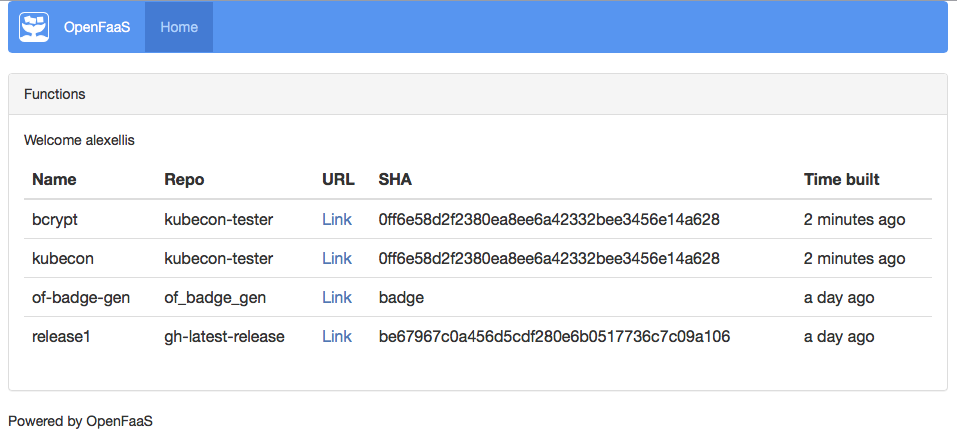 OpenFaaS Home
Functions
Welcome alexellis
Name Repo URL SHA Time built
bcrypt kubecon-tester Link 0ff6e58d2f2380ea8ee6a42332bee3456e14a628 2 minutes ago
kubecon kubecon-tester Link 0ff6e58d2f2380ea8ee6a42332bee3456e14a628 2 minutes ago
of-badge-gen of_badge_gen Link badge a day ago
release1 gh-latest-release Link be67967c0a456d5cdf280e6b0517736c7c09a106 a day ago
Powered by OpenFaaS